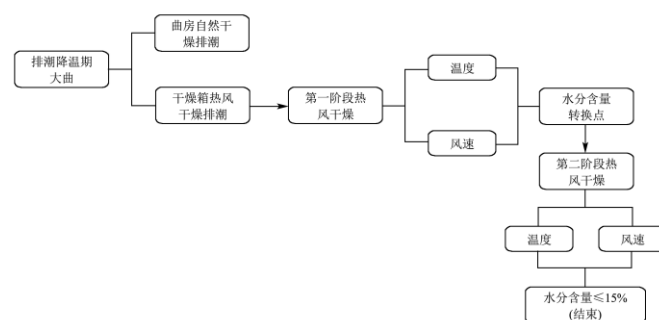 曲房自然干
燥排潮
排潮降温期
大曲
干燥箱热风
干燥排潮
第一阶段热
风干燥
温度
风速
水分含量
转换点
第二阶段热
风干燥
温度
风速
水分含量≤15%
(结束)